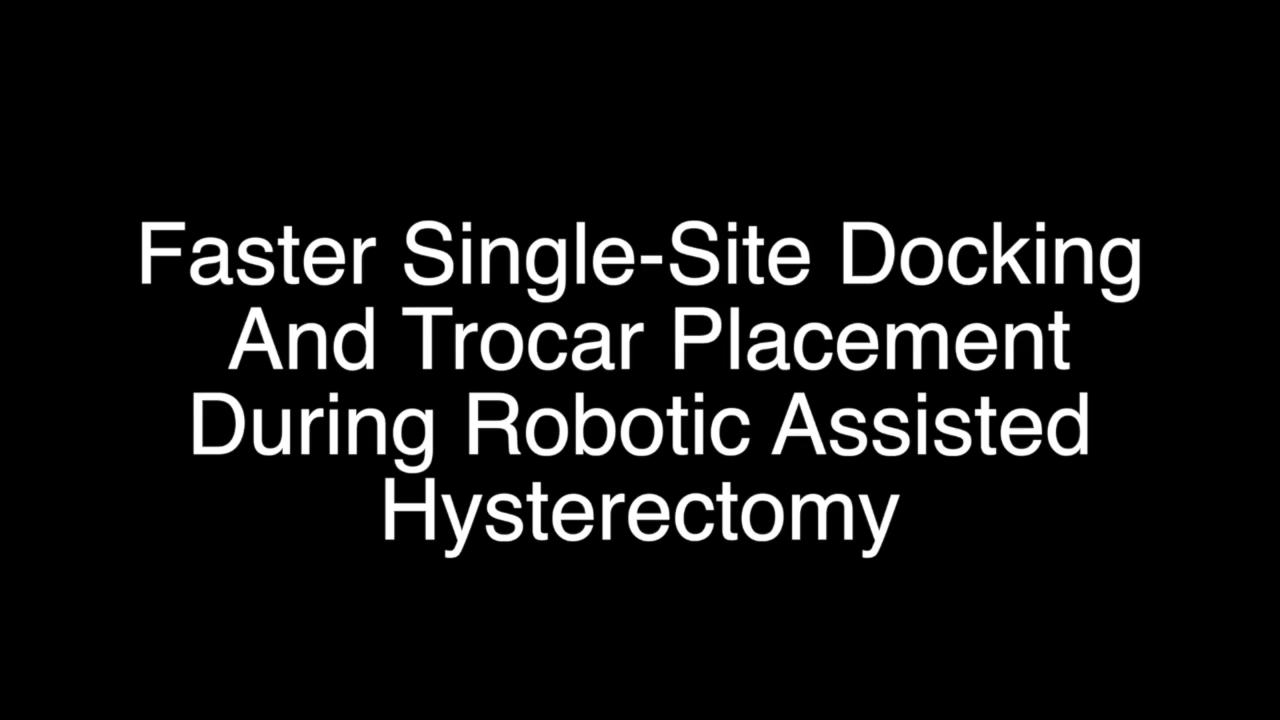 Faster Single-Site Docking
And Trocar Placement
During Robotic Assisted
Hysterectomy